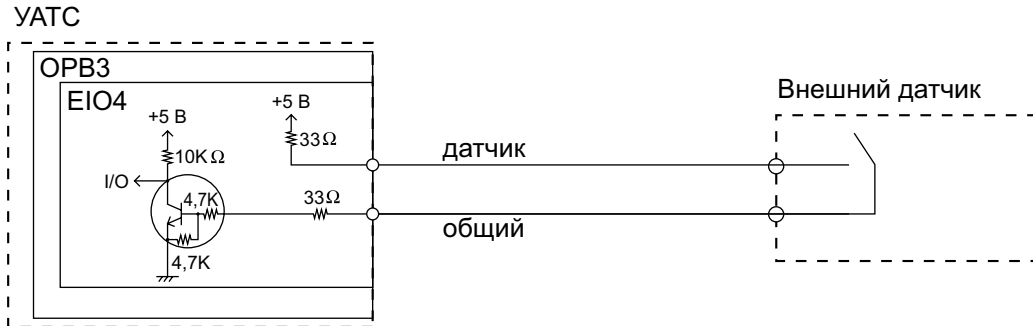 УАТС
OPB3
EIO4
+5 В
+5 В
Внешний датчик
33Ω
10K Ω
датчик
I/O
4,7K
33Ω
общий
4,7K